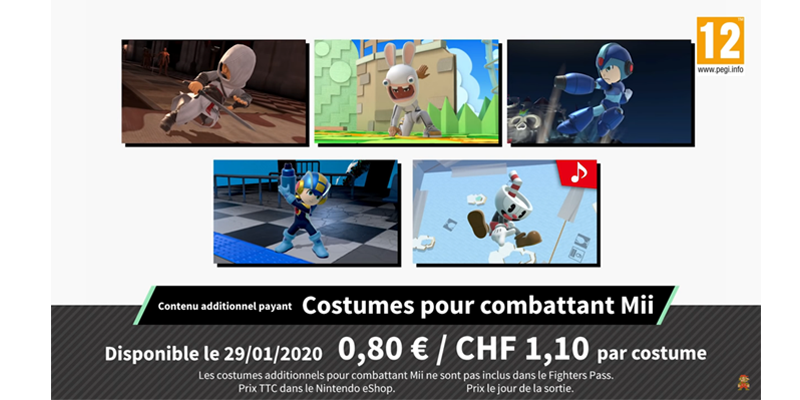 12
www.pegi.info
Contenu additionnel payant Costumes pour combattant Mii
Disponible le 29/01/2020 0,80 € / CHF 1,10 par costume
Les costumes additionnels pour combattant Mii ne sont pas inclus dans le Fighters Pass.
Prix TTC dans le Nintendo eShop. Prix le jour de la sortie.